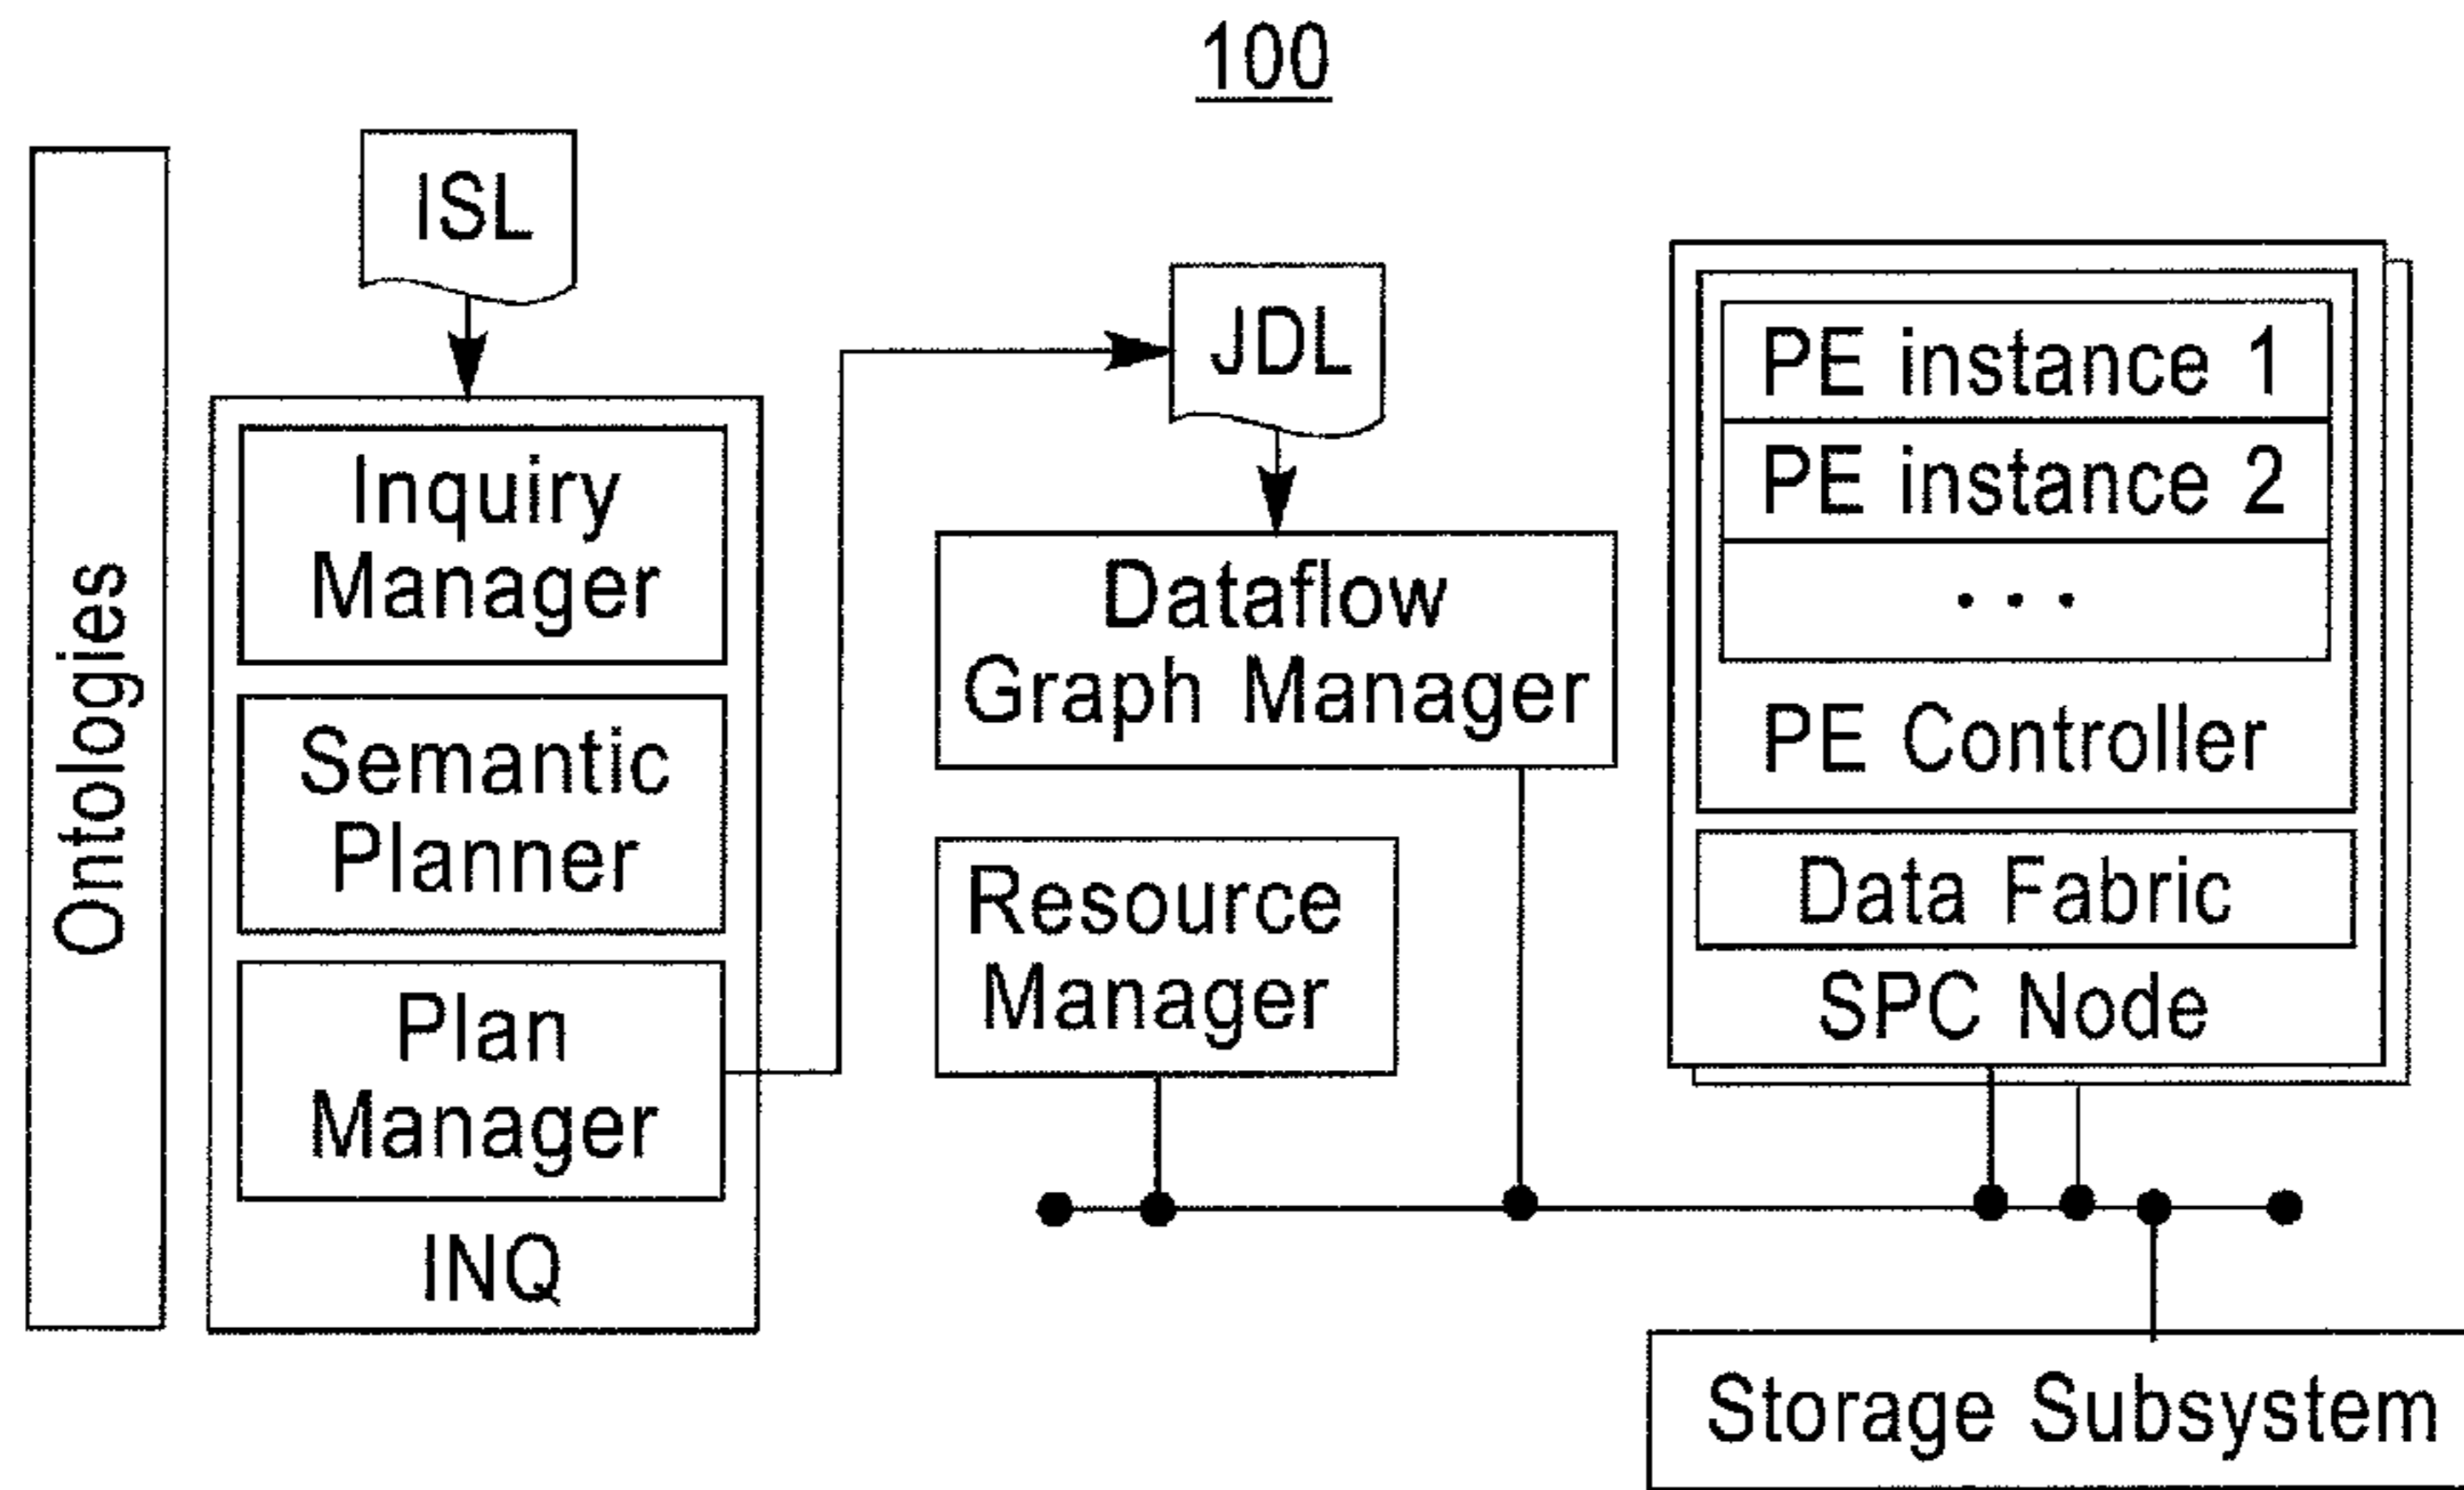 100
Ontologies
ISL
Inquiry
Manager
Semantic
Planner
Plan
Manager
INQ
JDL
Dataflow
Graph Manager
Resource
Manager
PE instance 1
PE instance 2
...
PE Controller
Data Fabric
SPC Node
Storage Subsystem